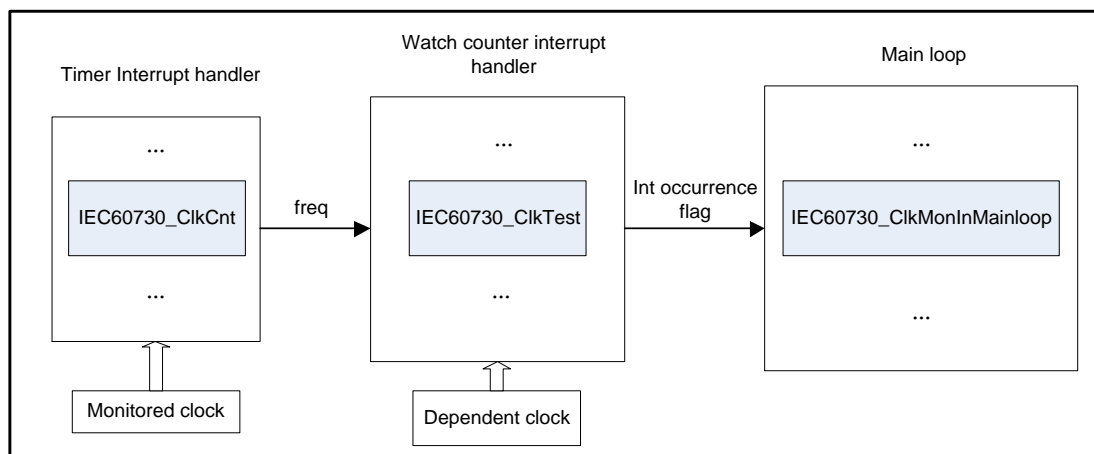 Timer Interrupt handler
...
IEC60730_ClkCnt
...
Monitored clock
freq
Watch counter interrupt
handler
...
IEC60730_ClkTest
...
Dependent clock
Int occurrence
flag
Main loop
...
IEC60730_ClkMonInMainloop
...